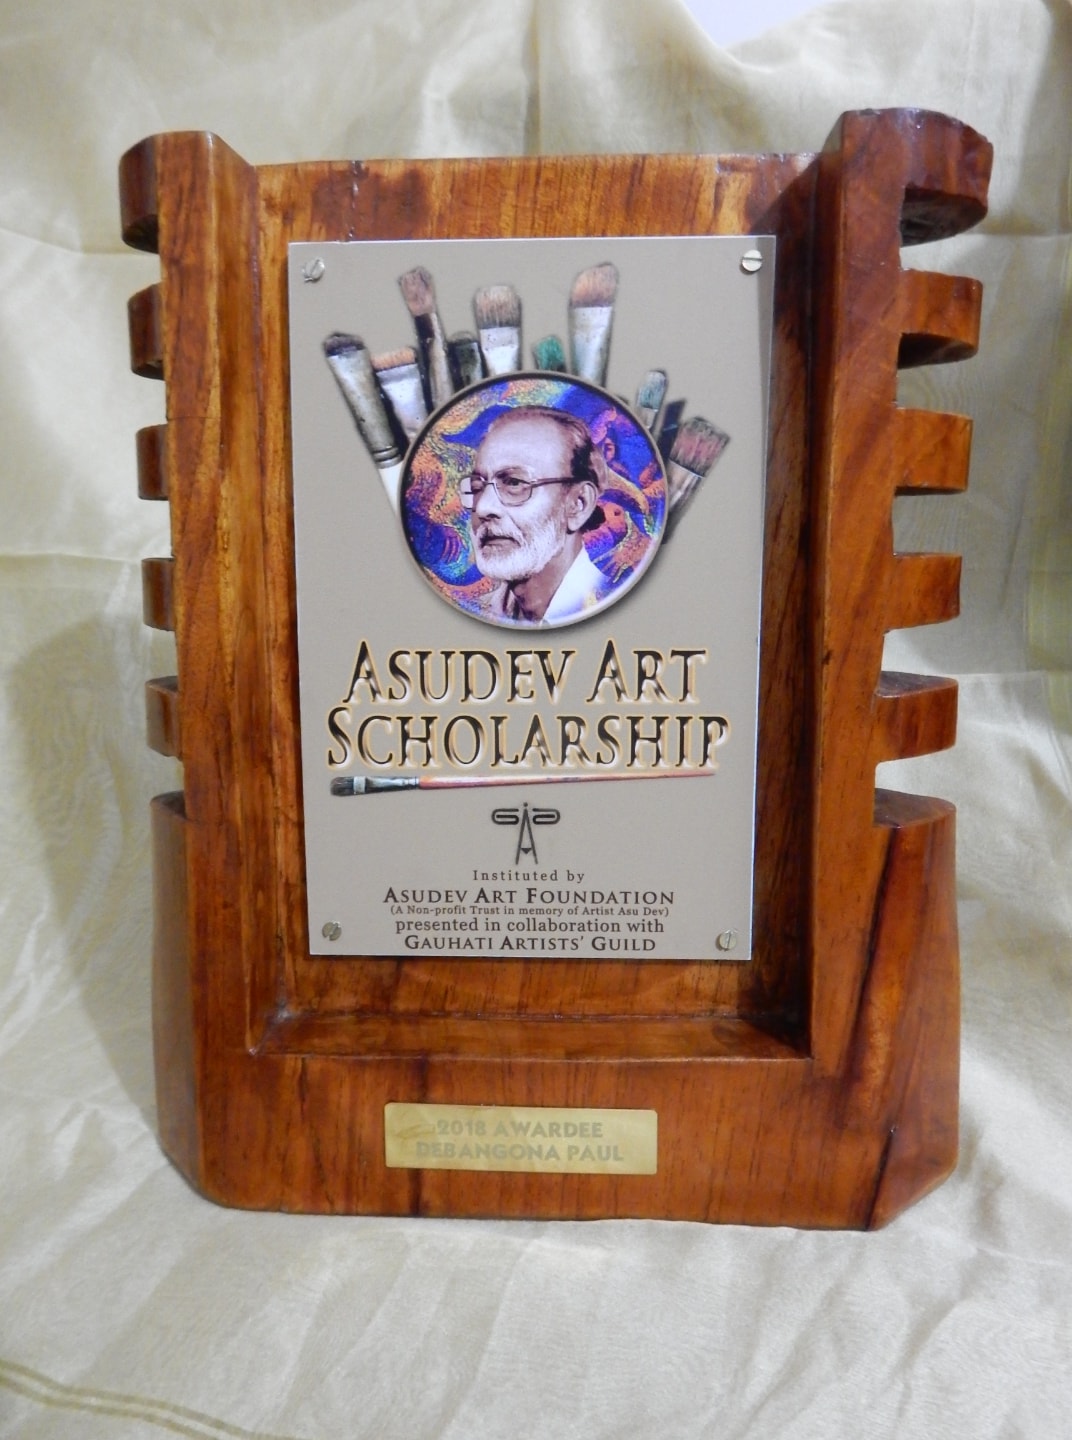 ASUDEV ART
SCHOLARSHIP
GAG
Instituted by
ASUDEV ART FOUNDATION
(A Non-profit Trust in memory of Artist Asu Dev)
presented in collaboration with
GAUHATI ARTISTS' GUILD
2018 AWARDEE
DEBANGONA PAUL